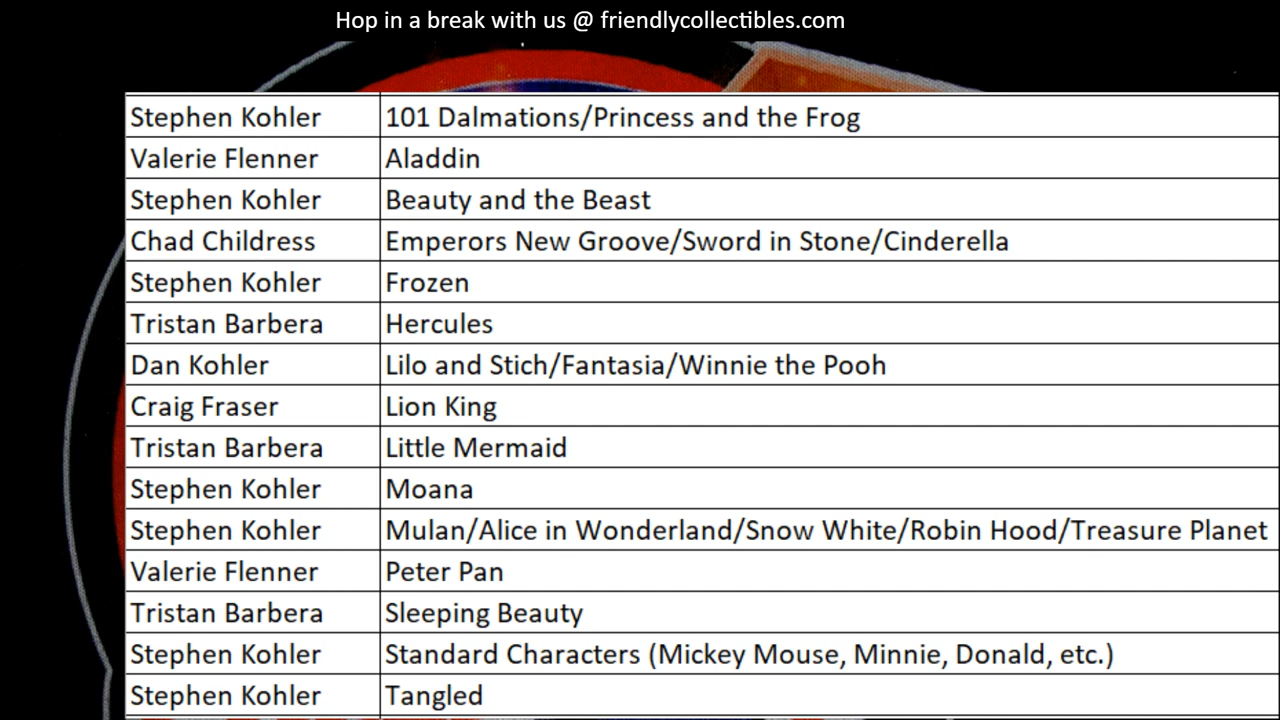 Hop in a break with us @ friendlycollectibles.com
Stephen Kohler 101 Dalmations/Princess and the Frog
Valerie Flenner Aladdin
Stephen Kohler Beauty and the Beast
Chad Childress Emperors New Groove/Sword in Stone/Cinderella
Stephen Kohler Frozen
Tristan Barbera Hercules
Dan Kohler Lilo and Stich/Fantasia/Winnie the Pooh
Craig Fraser Lion King
Tristan Barbera Little Mermaid
Stephen Kohler Moana
Stephen Kohler Mulan/Alice in Wonderland/Snow White/Robin Hood/Treasure Planet
Valerie Flenner Peter Pan
Tristan Barbera Sleeping Beauty
Stephen Kohler Standard Characters (Mickey Mouse, Minnie, Donald, etc.)
Stephen Kohler Tangled